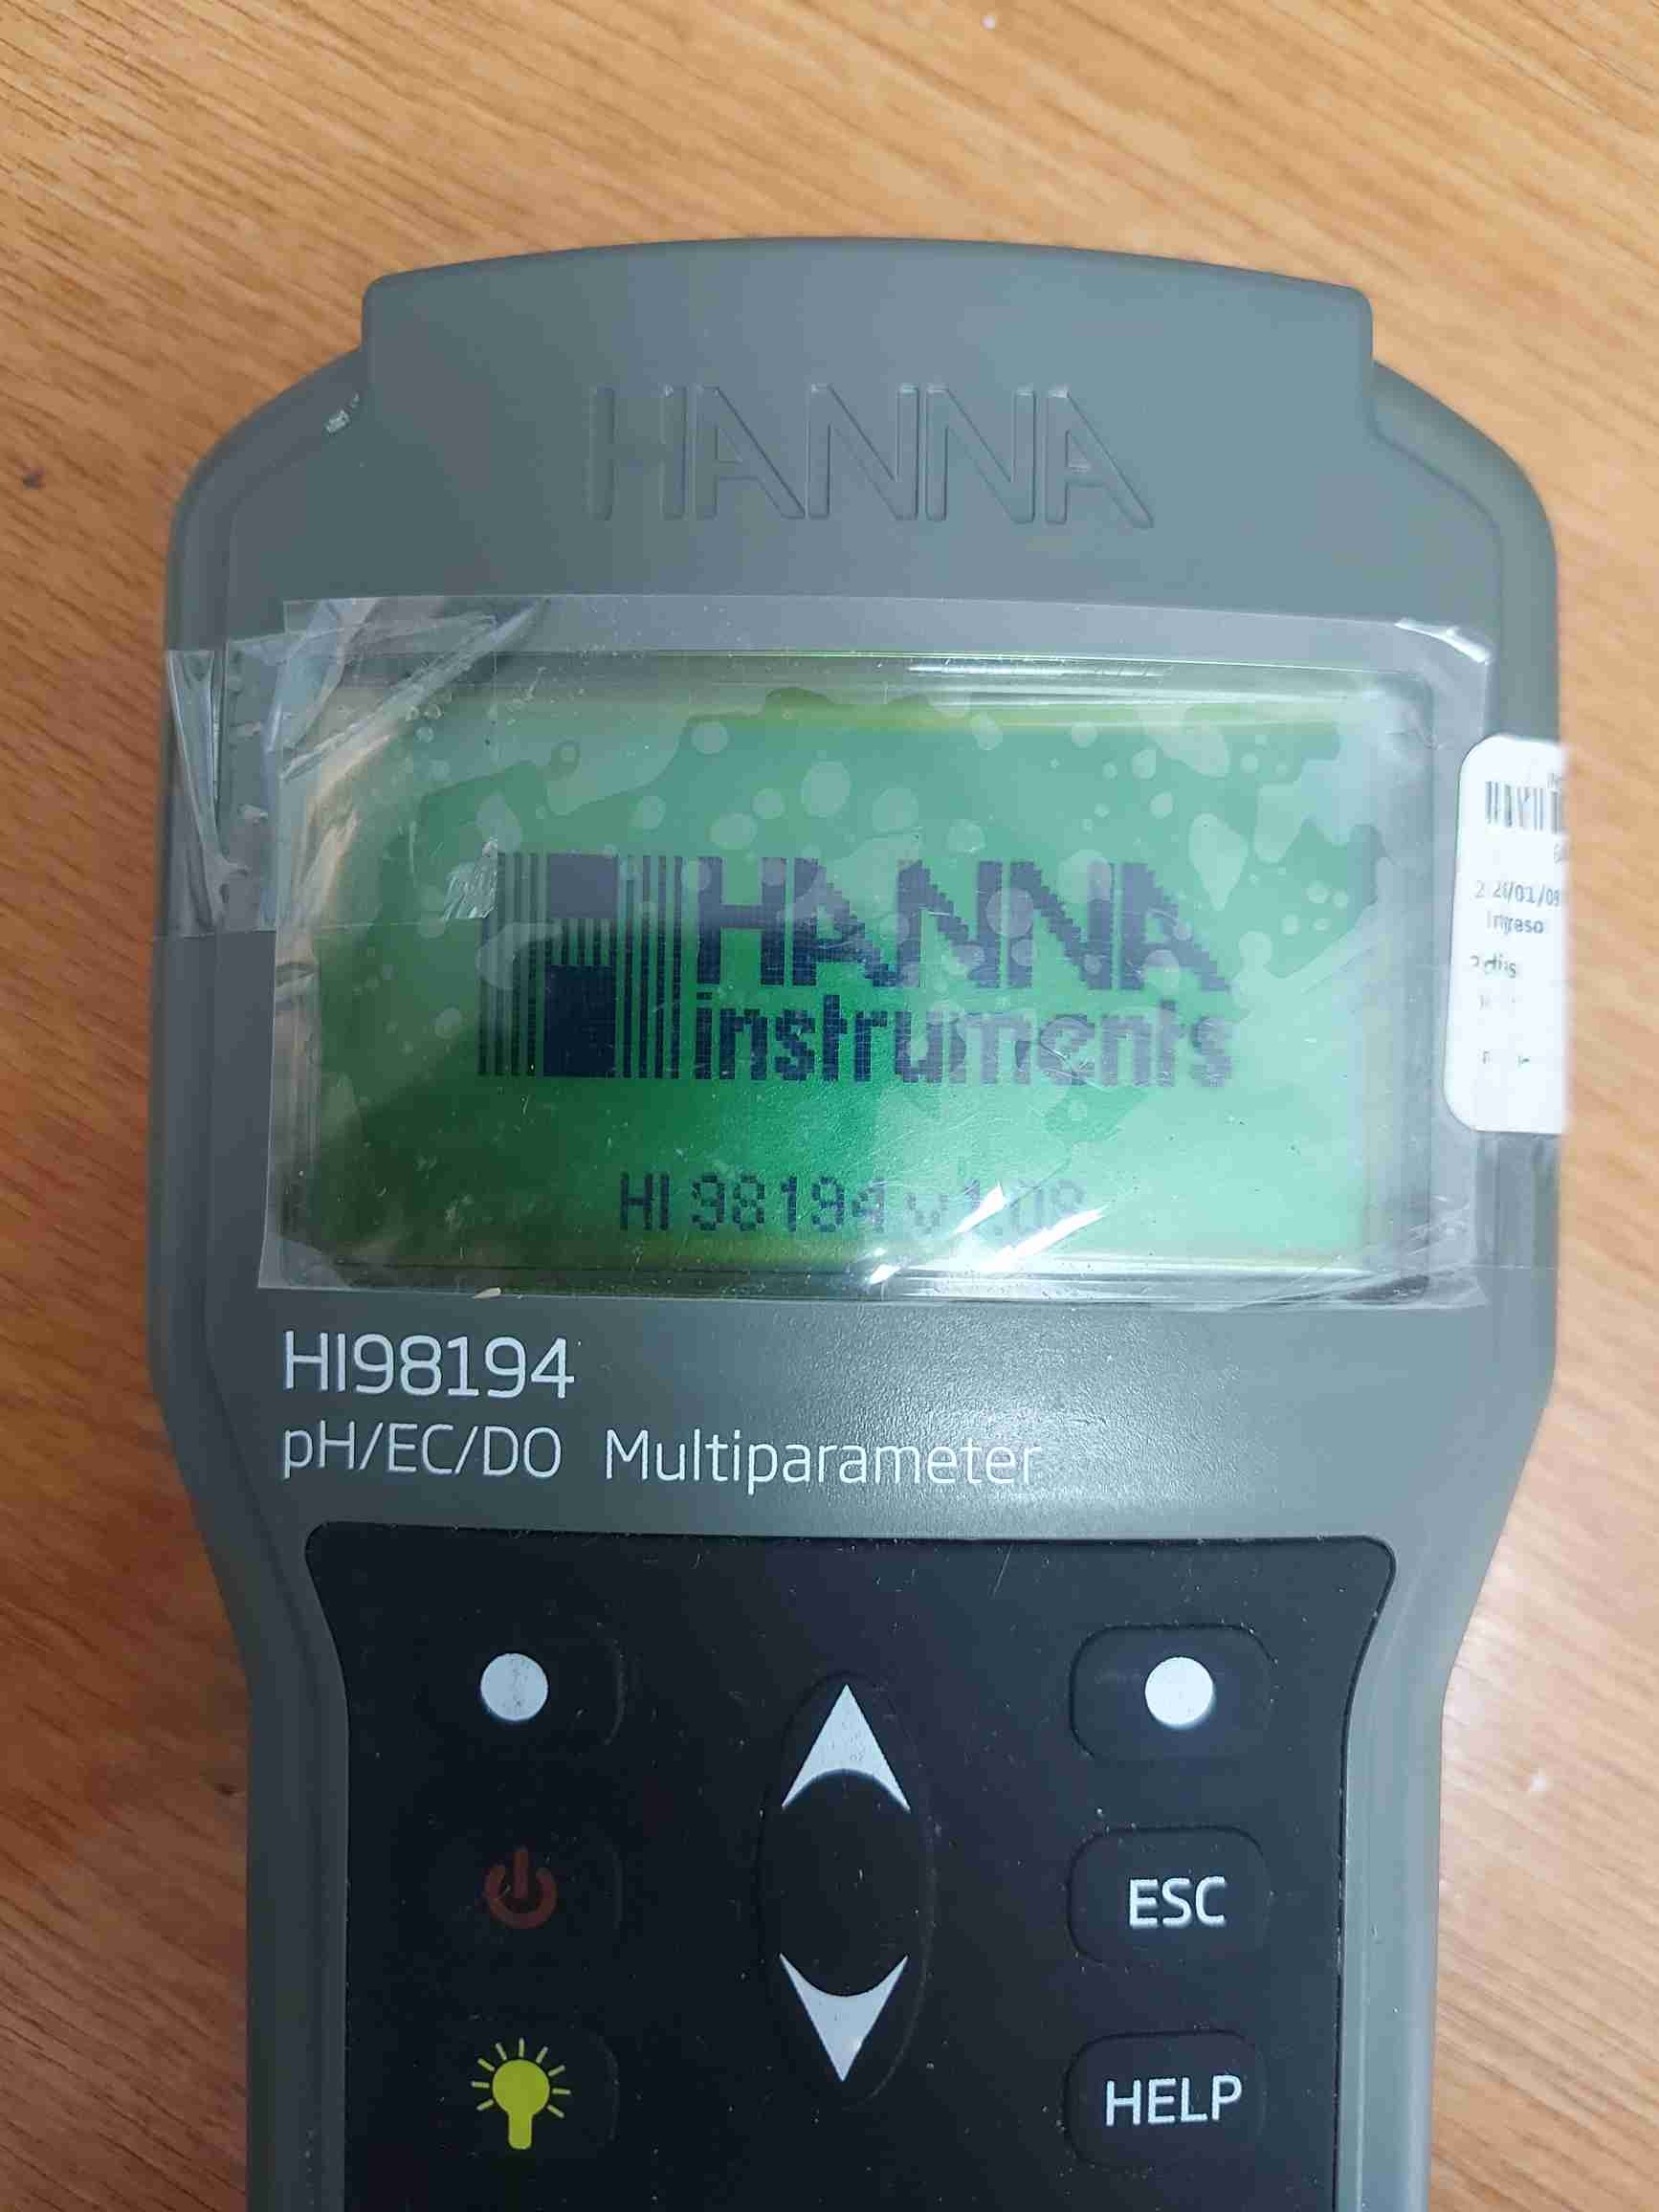 HANNA
HANNA
instruments
HI 98194 v1.08
Ingreso
HI98194
pH/EC/DO Multiparameter
ESC
HELP